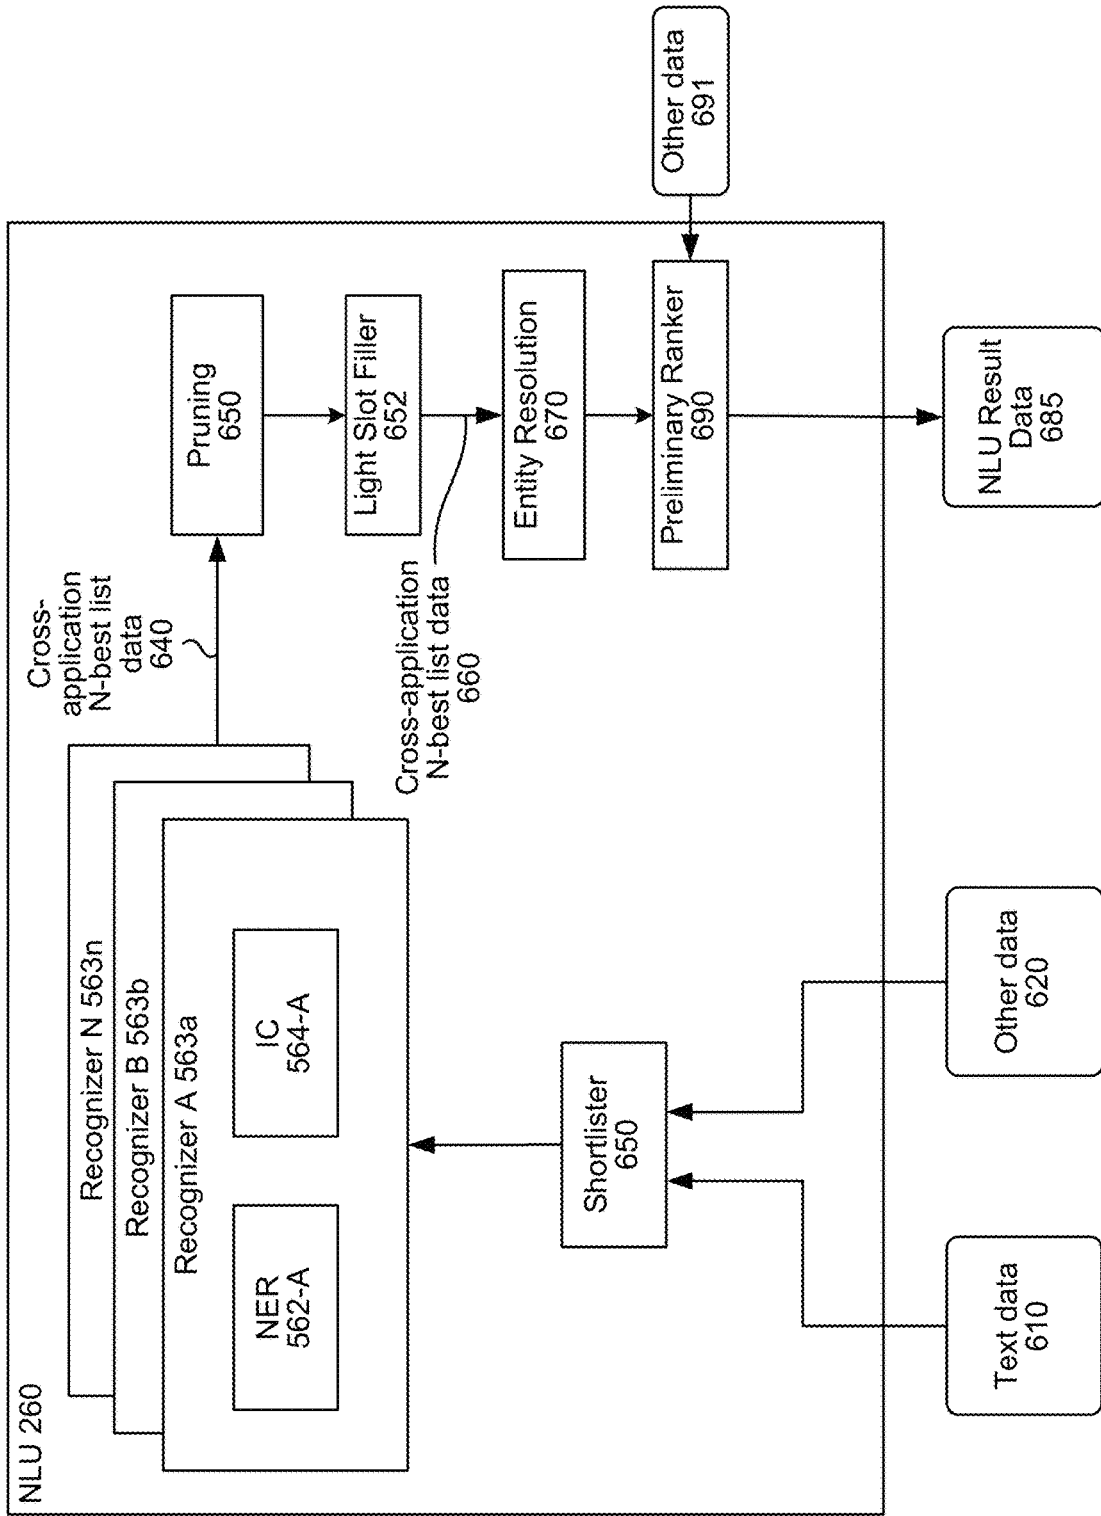 NLU 260
Recognizer N 563n
Recognizer B 563b
Recognizer A 563a
NER
562-A
IC
564-A
Cross-
application
N-best list
data
640
Pruning
650
Light Slot Filler
652
Cross-application
N-best list data
660
Entity Resolution
670
Preliminary Ranker
690
Other data
691
Shortlister
650
Text data
610
Other data
620
NLU Result
Data
685